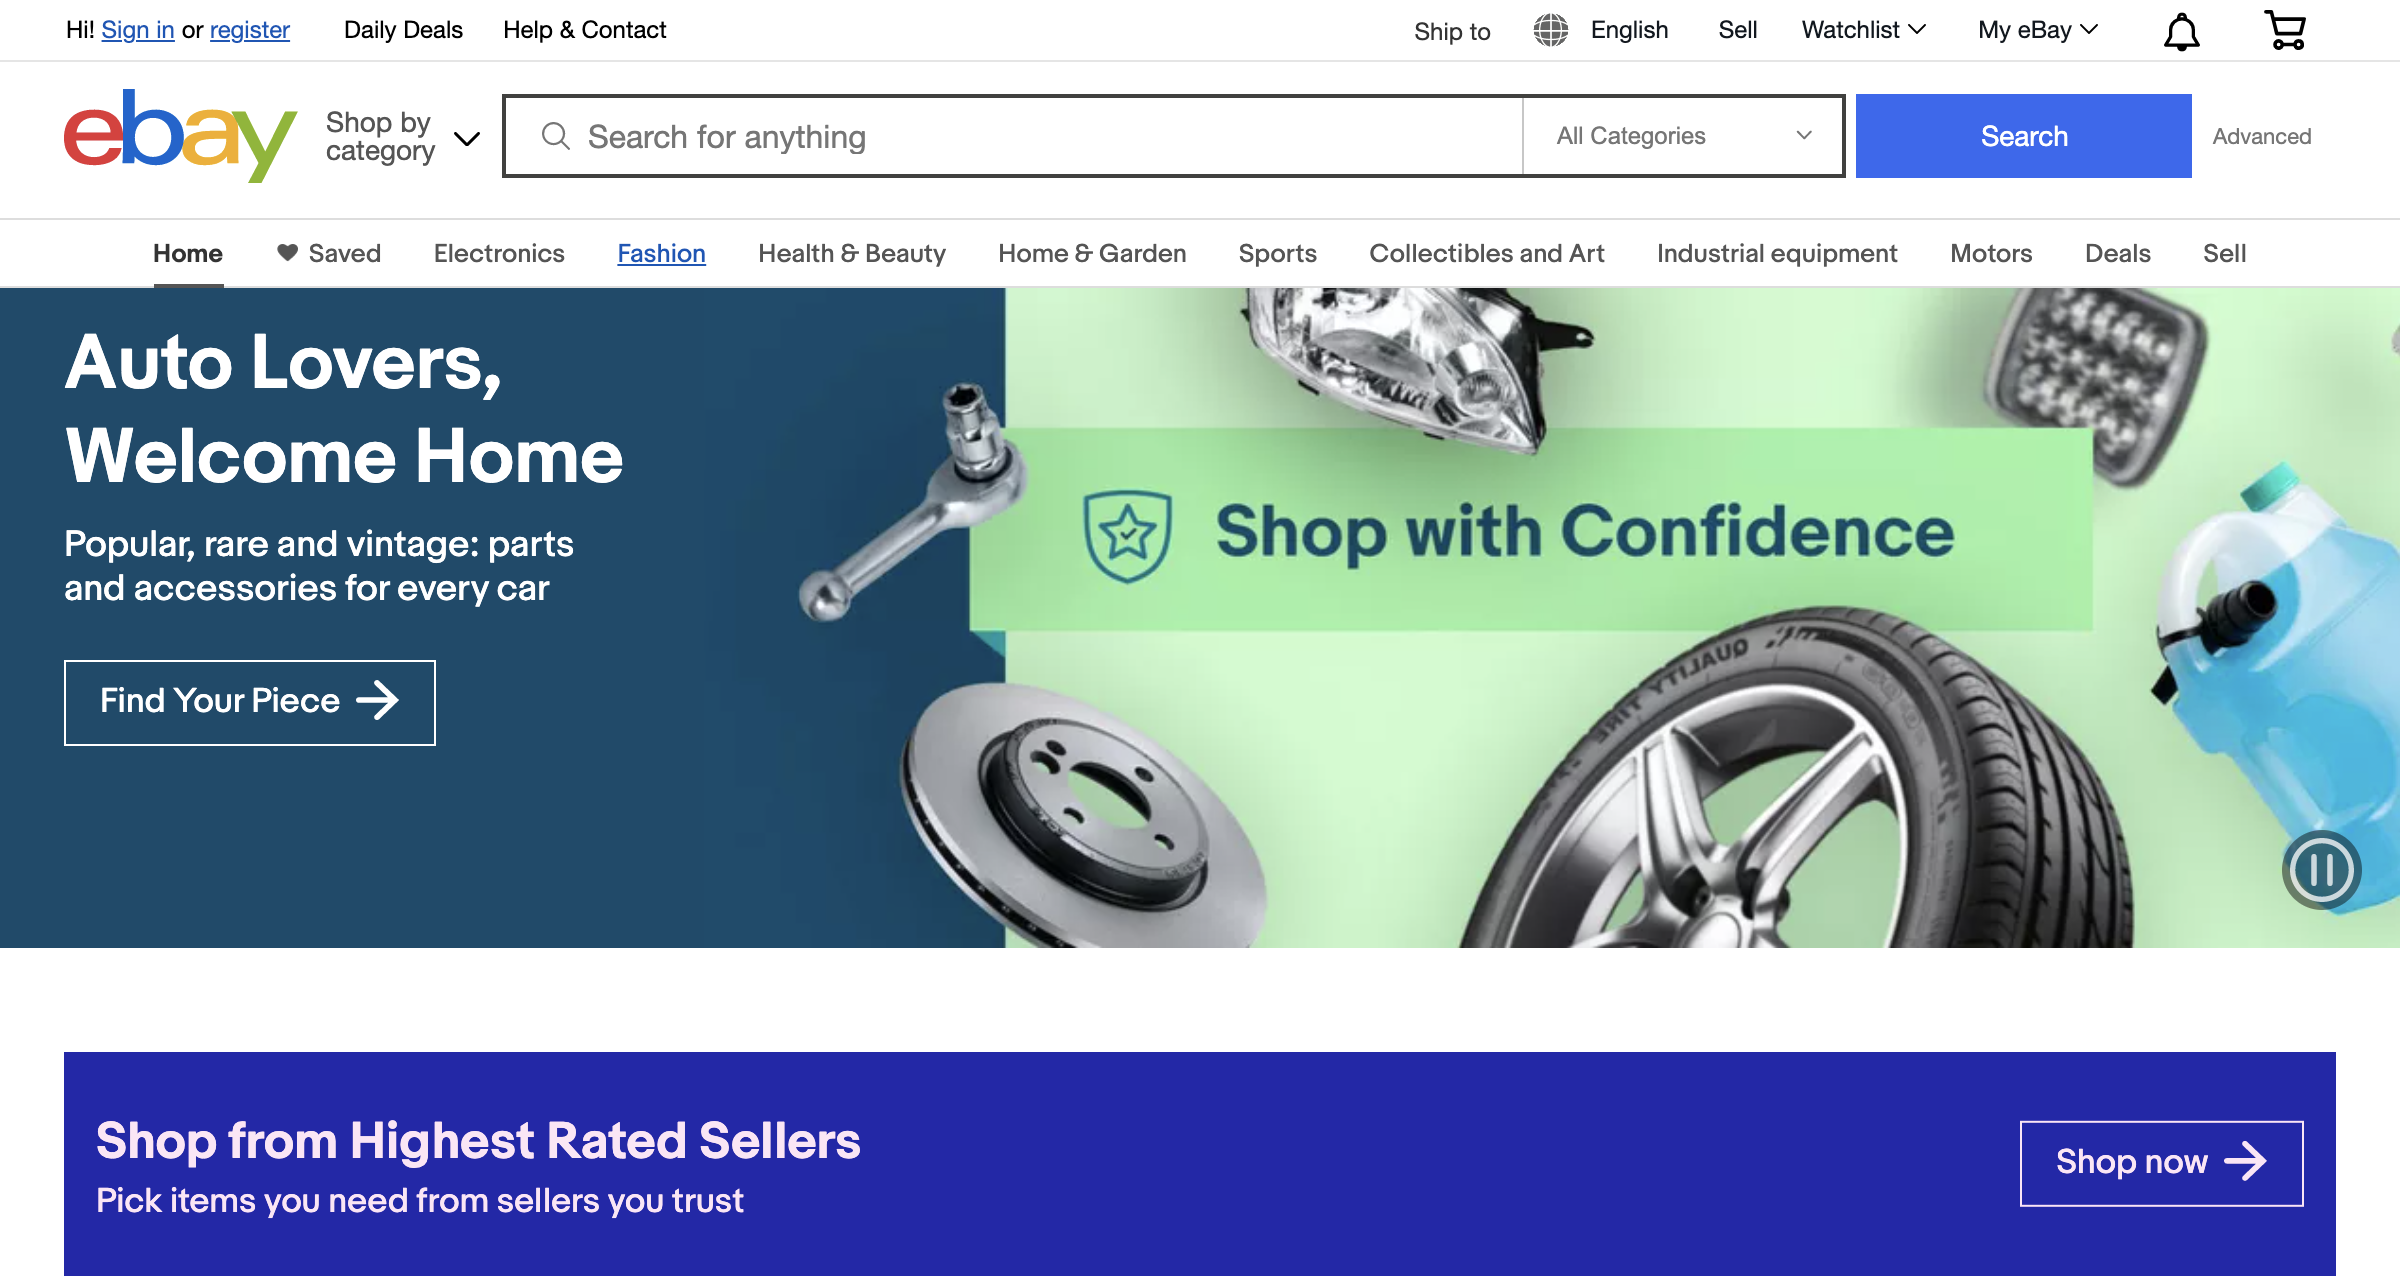 Hi! Sign in or register
Daily Deals
Help & Contact
Ship to
English
Sell
Watchlist
My eBay
ebay
Shop by
category
Search for anything
All Categories
Search
Advanced
Home
Saved
Electronics
Fashion
Health & Beauty
Home & Garden
Sports
Collectibles and Art
Industrial equipment
Motors
Deals
Sell
Auto Lovers,
Welcome Home
Popular, rare and vintage: parts
and accessories for every car
Find Your Piece
Shop with Confidence
QUALITY TIRE
Shop from Highest Rated Sellers
Pick items you need from sellers you trust
Shop now